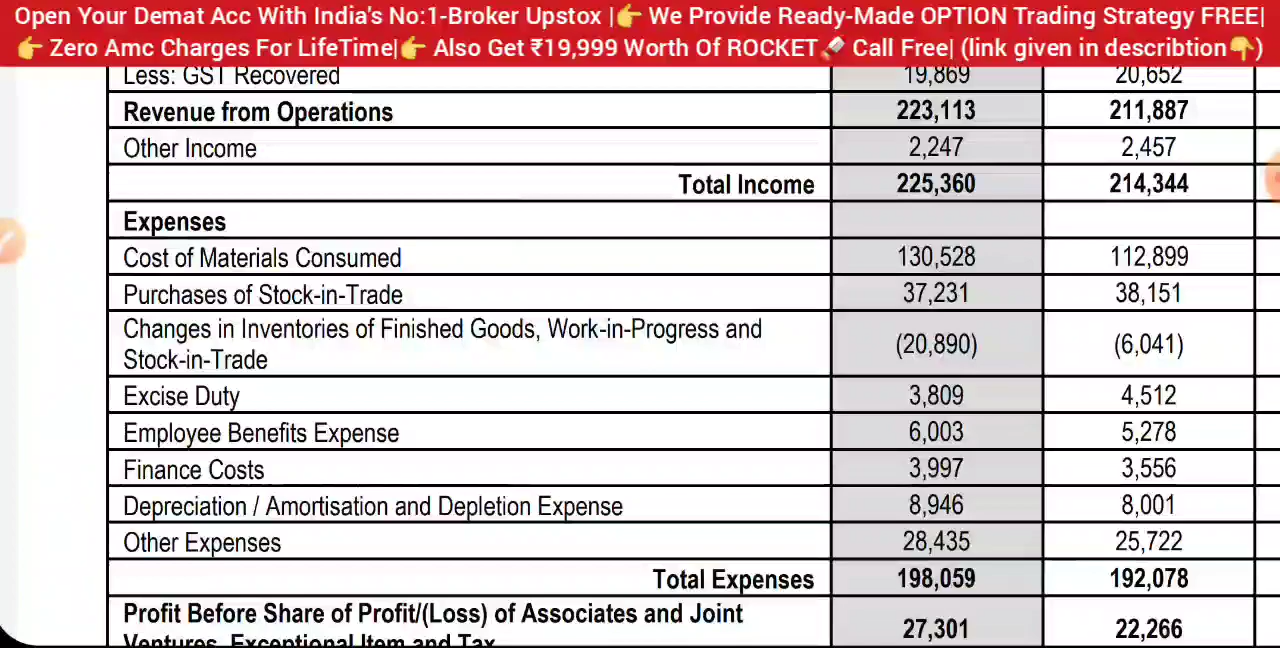 Open Your Demat Acc With India's No:1-Broker Upstox |👉 We Provide Ready-Made OPTION Trading Strategy FREE|
👉 Zero Amc Charges For LifeTime|👉 Also Get ₹19,999 Worth Of ROCKET🚀 Call Free| (link given in describtion👇)
Less: GST Recovered 19,869 20,652
Revenue from Operations 223,113 211,887
Other Income 2,247 2,457
Total Income 225,360 214,344
Expenses
Cost of Materials Consumed 130,528 112,899
Purchases of Stock-in-Trade 37,231 38,151
Changes in Inventories of Finished Goods, Work-in-Progress and
Stock-in-Trade (20,890) (6,041)
Excise Duty 3,809 4,512
Employee Benefits Expense 6,003 5,278
Finance Costs 3,997 3,556
Depreciation / Amortisation and Depletion Expense 8,946 8,001
Other Expenses 28,435 25,722
Total Expenses 198,059 192,078
Profit Before Share of Profit/(Loss) of Associates and Joint
Ventures, Exceptional Item and Tax 27,301 22,266